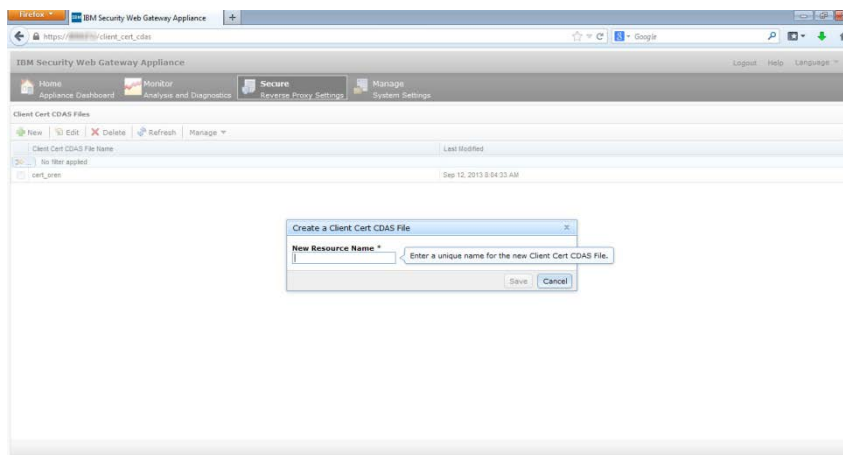 Firefox
IBM Security Web Gateway Appliance
+
https:// /client_cert_cdas
Google
IBM Security Web Gateway Appliance
Logout Help Language
Home
Appliance Dashboard
Monitor
Analysis and Diagnostics
Secure
Reverse Proxy Settings
Manage
System Settings
Client Cert CDAS Files
New Edit Delete Refresh Manage
Client Cert CDAS File Name Last Modified
No filter applied
Sep 12, 2013 8:04:33 AM
Create a Client Cert CDAS File x
New Resource Name *
Enter a unique name for the new Client Cert CDAS File.
Save Cancel